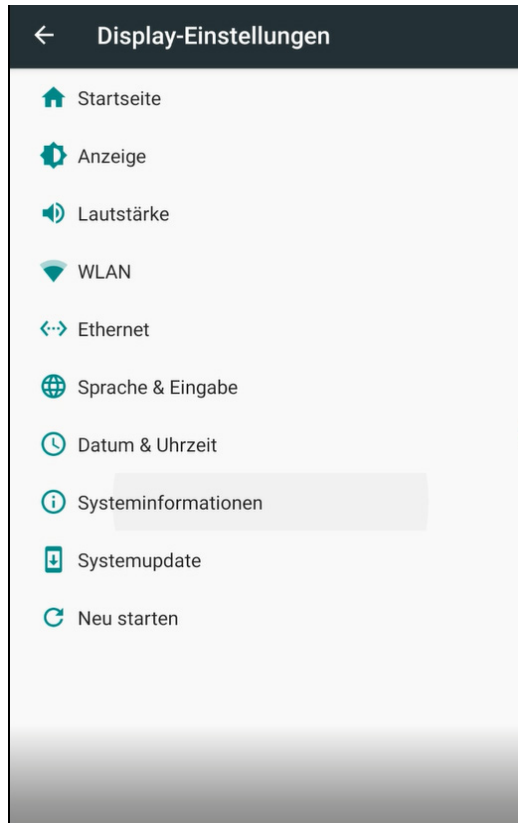 Display-Einstellungen
Startseite
Anzeige
Lautstärke
WLAN
Ethernet
Sprache & Eingabe
Datum & Uhrzeit
Systeminformationen
Systemupdate
Neu starten